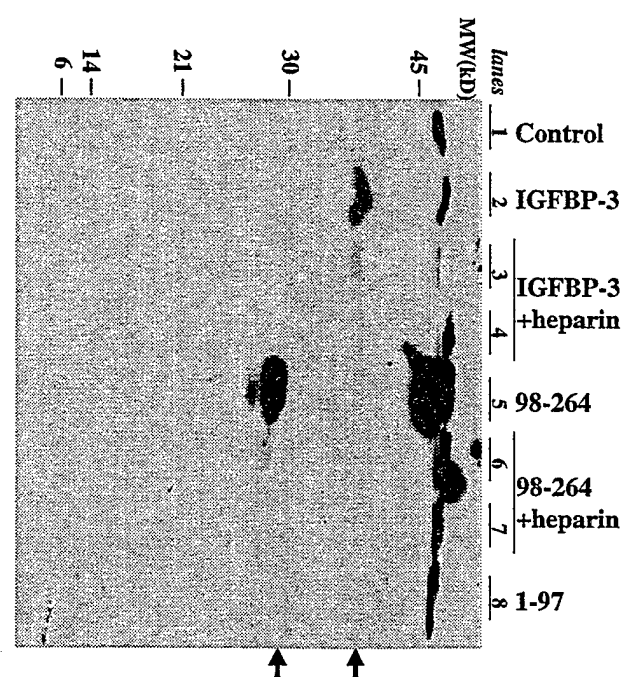 MW(kD)
45 –
30 –
21 –
14 –
6 –
lanes
1
2
3
4
5
6
7
8
Control
IGFBP-3
IGFBP-3
+heparin
98-264
98-264
+heparin
1-97